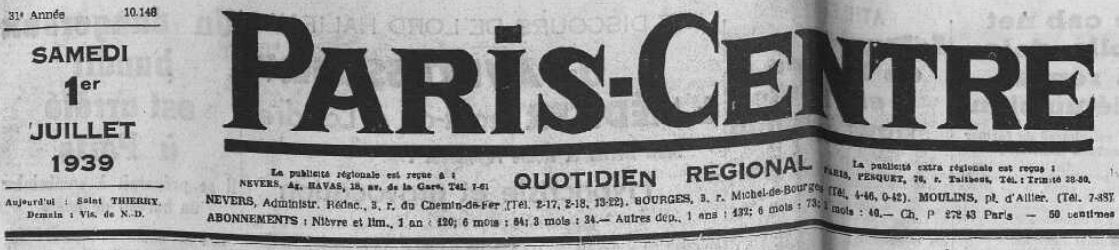 31e Année 10.148
SAMEDI
1er
JUILLET
1939
Aujourd'hui : Saint THIERRY.
Demain : Vis. de N.-D.
PARIS-CENTRE
La publicité régionale est reçue à :
NEVERS, Ag. HAVAS, 18, av. de la Gare, Tél. 7-61
QUOTIDIEN REGIONAL
La publicité extra régionale est reçue :
PARIS, PESQUET, 76, r. Taitbout, Tél. : Trinité 28-50.
NEVERS, Administr. Rédac., 3, r. du Chemin-de-Fer (Tél. 2-17, 2-18, 13-22). BOURGES, 3, r. Michel-de-Bourges (Tél. 4-46, 0-42). MOULINS, pl. d'Allier. (Tél. 7-48).
ABONNEMENTS : Nièvre et lim., 1 an : 120; 6 mois : 64; 3 mois : 34.— Autres dép., 1 ans : 132; 6 mois : 73; 3 mois : 40.— Ch. P 272 43 Paris — 50 centimes